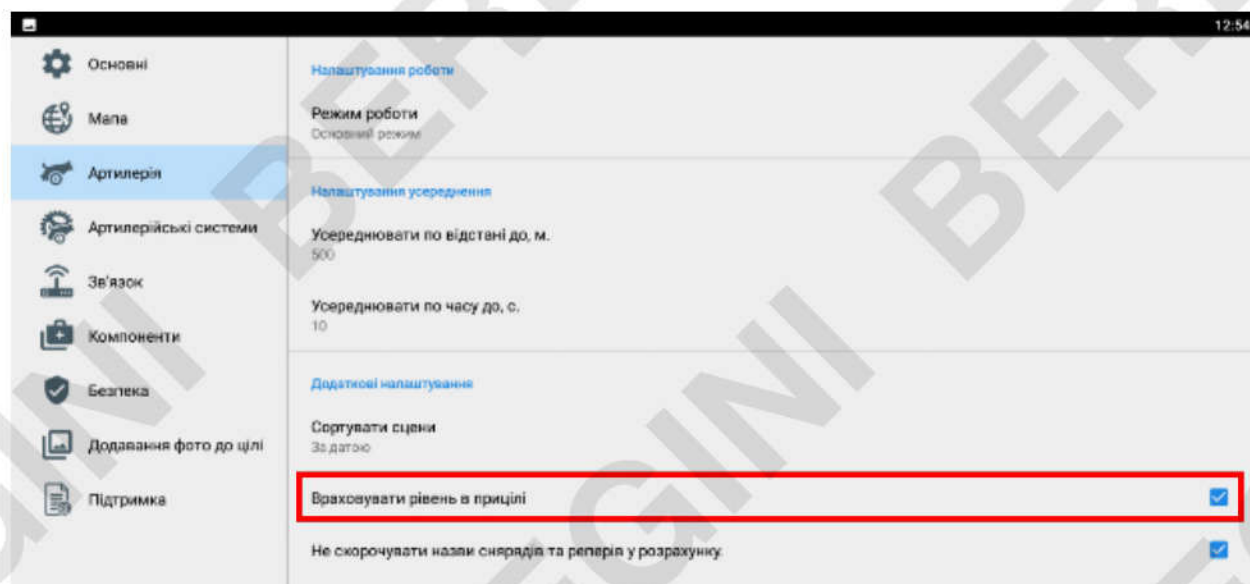 12:54
Основні
Мапа
Артилерія
Артилерійські системи
Зв'язок
Компоненти
Безпека
Додавання фото до цілі
Підтримка
Налаштування роботи
Режим роботи
Основний режим
Налаштування усереднення
Усереднювати по відстані до, м.
500
Усереднювати по часу до, с.
10
Додаткові налаштування
Сортувати сцени
За датою
Враховувати рівень в прицілі
Не скорочувати назви снярядів та реперів у розрахунку.